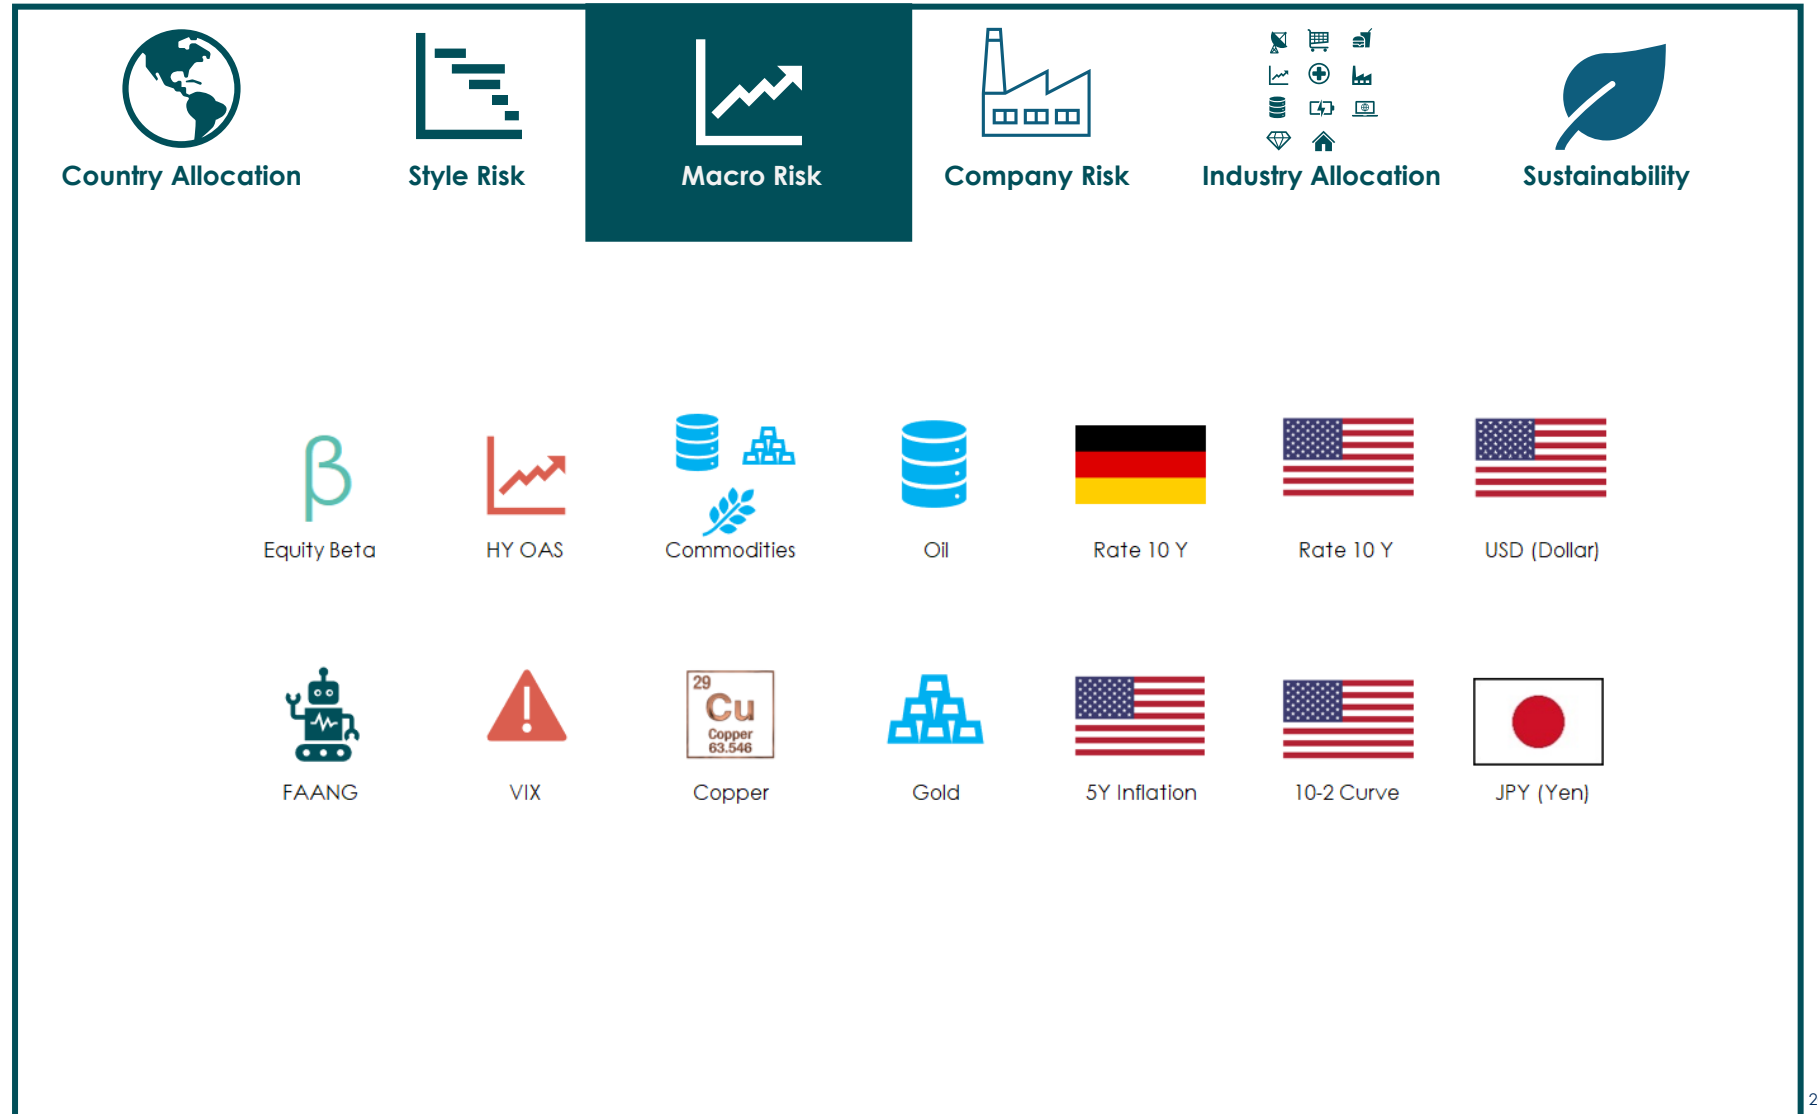 Country Allocation
Style Risk
Macro Risk
Company Risk
Industry Allocation
Sustainability
β
Equity Beta
HY OAS
Commodities
Oil
Rate 10 Y
Rate 10 Y
USD (Dollar)
FAANG
VIX
29
Cu
Copper
63.546
Copper
Gold
5Y Inflation
10-2 Curve
JPY (Yen)
2